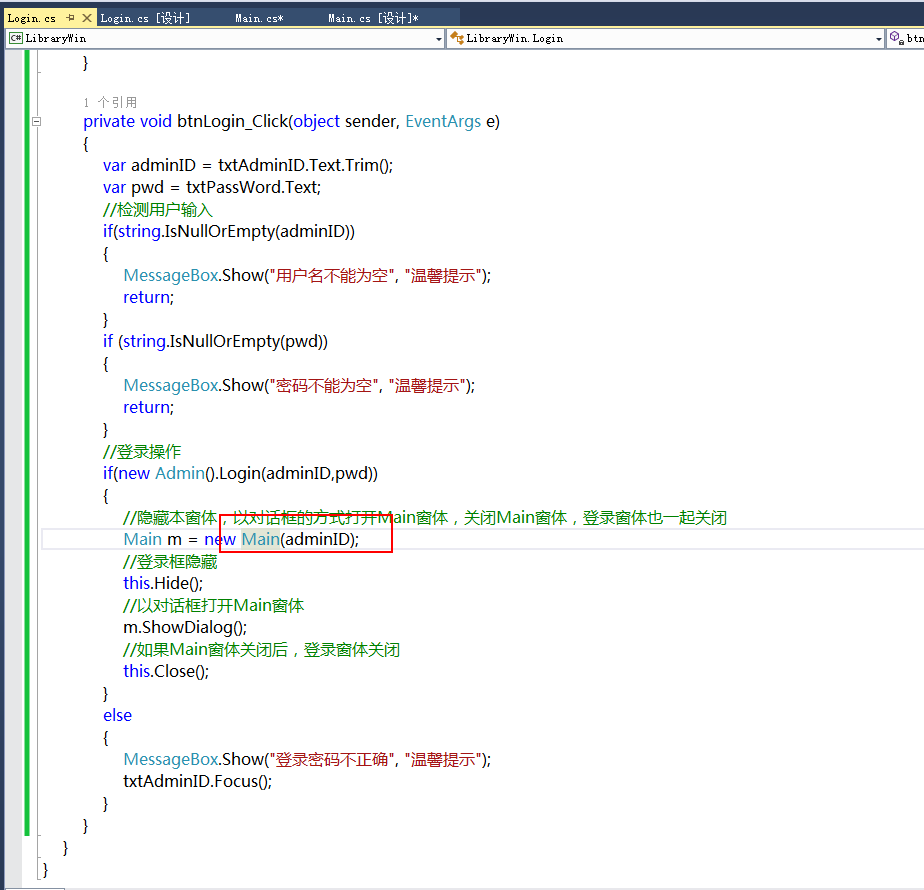 Login.cs Login.cs [设计] Main.cs* Main.cs [设计]*
C# LibraryWin LibraryWin.Login btn
}
1 个引用
private void btnLogin_Click(object sender, EventArgs e)
{
var adminID = txtAdminID.Text.Trim();
var pwd = txtPassWord.Text;
//检测用户输入
if(string.IsNullOrEmpty(adminID))
{
MessageBox.Show("用户名不能为空", "温馨提示");
return;
}
if (string.IsNullOrEmpty(pwd))
{
MessageBox.Show("密码不能为空", "温馨提示");
return;
}
//登录操作
if(new Admin().Login(adminID,pwd))
{
//隐藏本窗体，以对话框的方式打开Main窗体，关闭Main窗体，登录窗体也一起关闭
Main m = new Main(adminID);
//登录框隐藏
this.Hide();
//以对话框打开Main窗体
m.ShowDialog();
//如果Main窗体关闭后，登录窗体关闭
this.Close();
}
else
{
MessageBox.Show("登录密码不正确", "温馨提示");
txtAdminID.Focus();
}
}
}
}